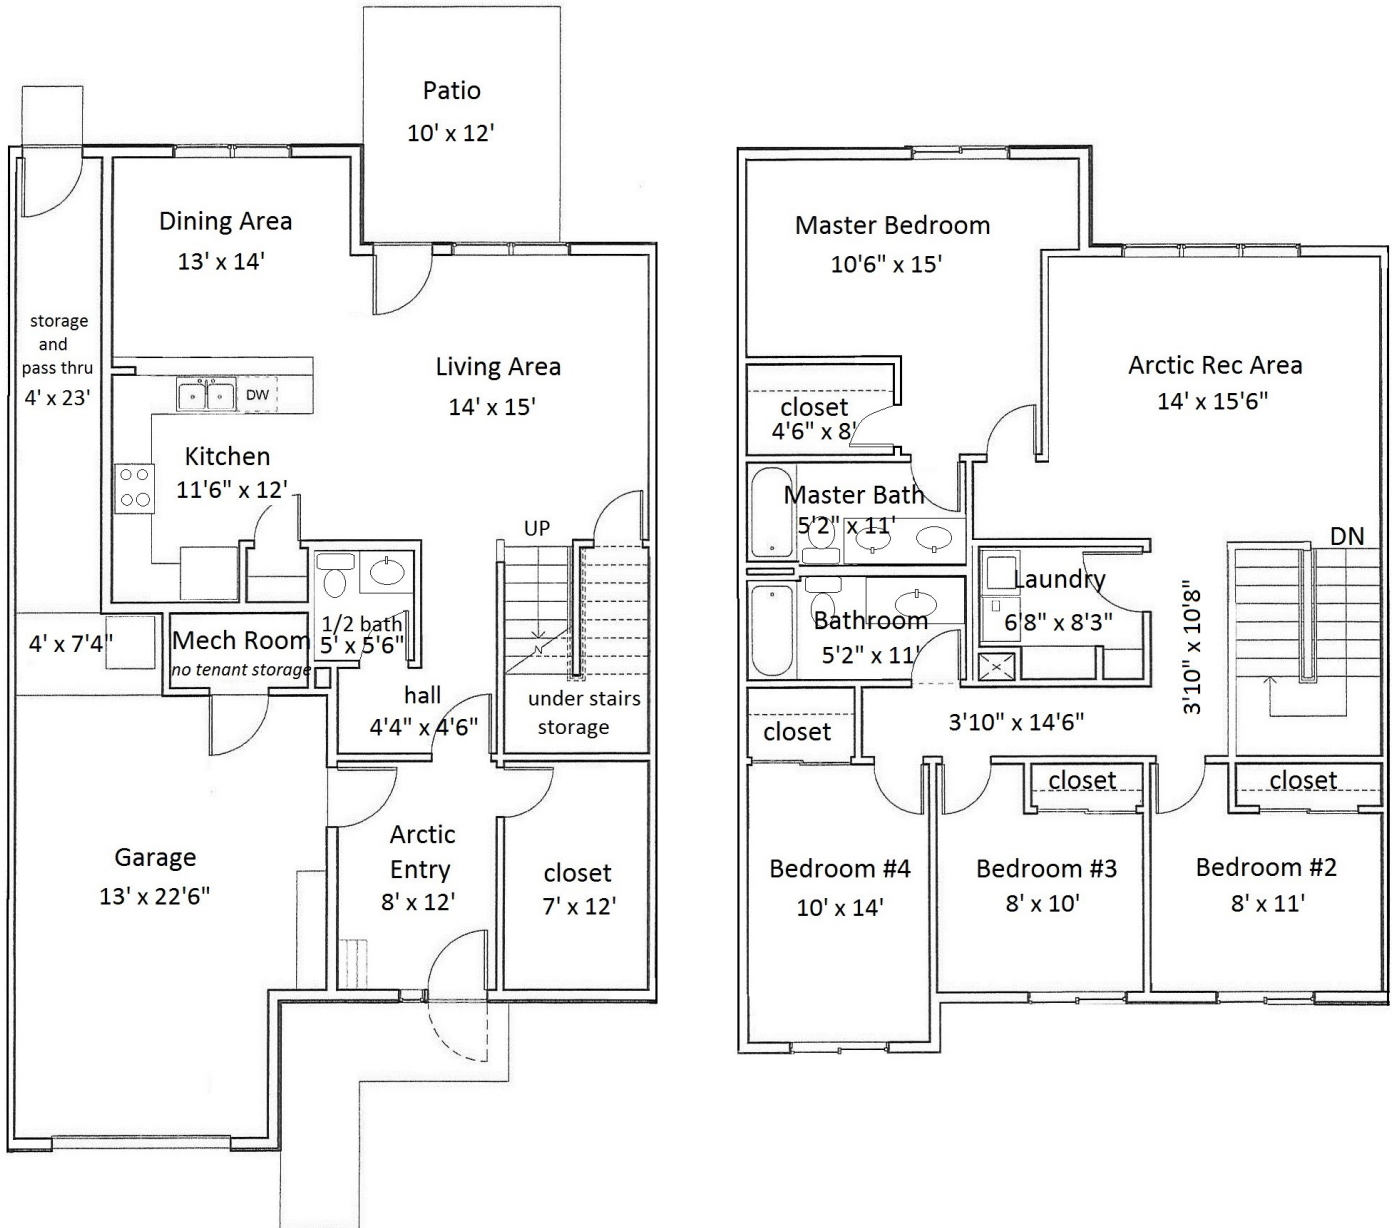 Patio
10' x 12'
Dining Area
13' x 14'
storage
and
pass thru
4' x 23'
Living Area
14' x 15'
DW
Kitchen
11'6" x 12'
UP
1/2 bath
5' x 5'6"
4' x 7'4"
Mech Room
no tenant storage
hall
4'4" x 4'6"
under stairs
storage
Garage
13' x 22'6"
Arctic
Entry
8' x 12'
closet
7' x 12'
Master Bedroom
10'6" x 15'
Arctic Rec Area
14' x 15'6"
closet
4'6" x 8'
Master Bath
5'2" x 11'
DN
Laundry
6'8" x 8'3"
Bathroom
5'2" x 11'
3'10" x 10'8"
3'10" x 14'6"
closet
closet
closet
Bedroom #4
10' x 14'
Bedroom #3
8' x 10'
Bedroom #2
8' x 11'